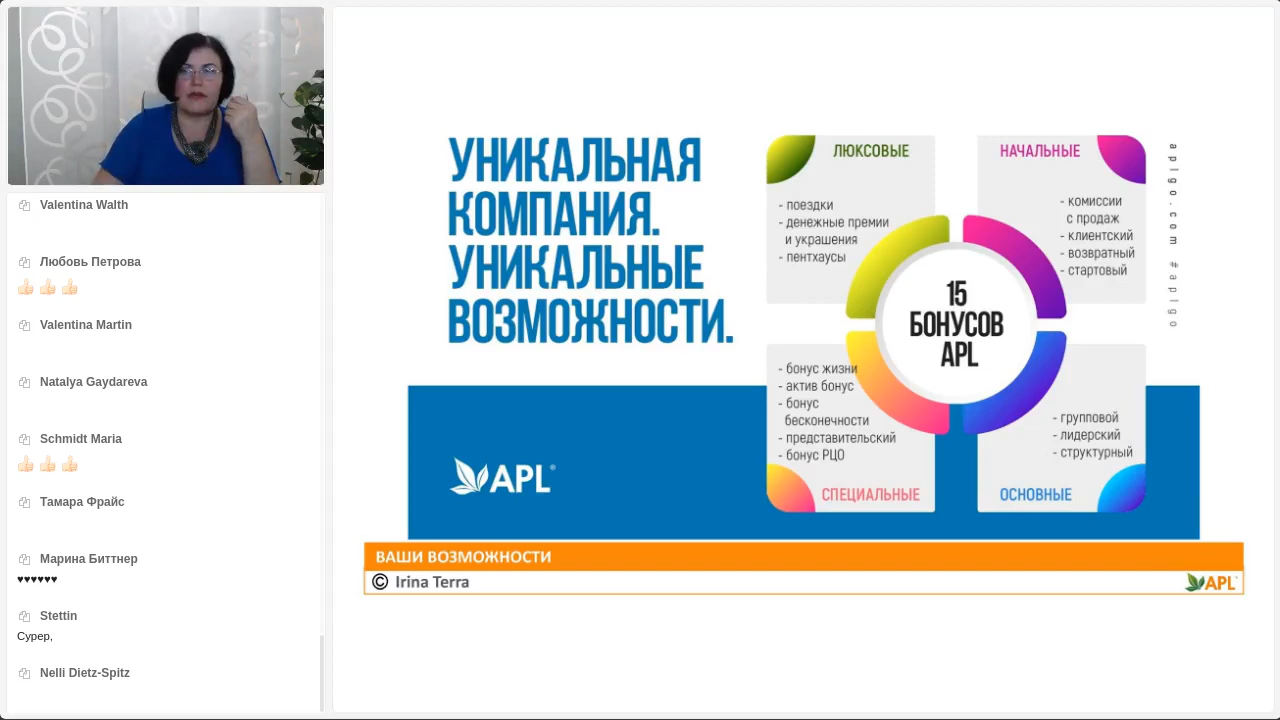 Valentina Walth
Любовь Петрова
Valentina Martin
Natalya Gaydareva
Schmidt Maria
Тамара Фрайс
Марина Биттнер
♥♥♥♥♥♥
Stettin
Сурер,
Nelli Dietz-Spitz
УНИКАЛЬНАЯ
КОМПАНИЯ.
УНИКАЛЬНЫЕ
ВОЗМОЖНОСТИ.
APL®
ЛЮКСОВЫЕ
- поездки
- денежные премии
и украшения
- пентхаусы
НАЧАЛЬНЫЕ
- комиссии
с продаж
- клиентский
- возвратный
- стартовый
15
БОНУСОВ
APL
- бонус жизни
- актив бонус
- бонус
бесконечности
- представительский
- бонус РЦО
СПЕЦИАЛЬНЫЕ
- групповой
- лидерский
- структурный
ОСНОВНЫЕ
aplgo.com #aplgo
ВАШИ ВОЗМОЖНОСТИ
© Irina Terra
APL